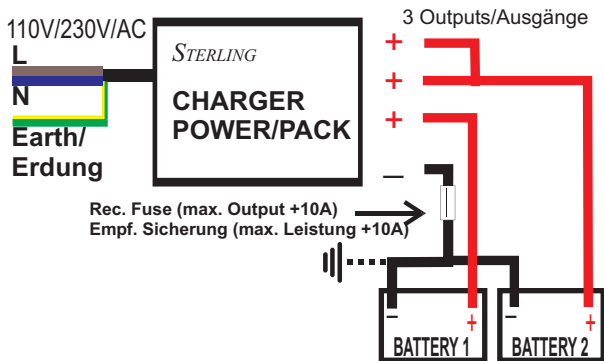 110V/230V/AC
L
N
Earth/
Erdung
STERLING
CHARGER
POWER/PACK
3 Outputs/Ausgänge
+
+
+
–
Rec. Fuse (max. Output +10A)
Empf. Sicherung (max. Leistung +10A)
– +
BATTERY 1
– +
BATTERY 2